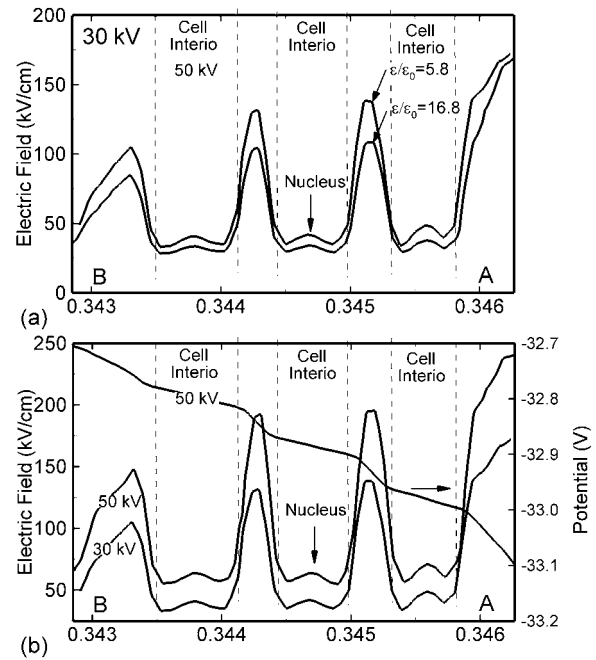 200
150
100
50
0
Electric Field (kV/cm)
30 kV
Cell
Interio
50 kV
Cell
Interio
Cell
Interio
ε/ε0=5.8
ε/ε0=16.8
Nucleus
B
A
0.343
0.344
0.345
0.346
(a)
250
200
150
100
50
Electric Field (kV/cm)
Cell
Interio
50 kV
Cell
Interio
Cell
Interio
50 kV
30 kV
Nucleus
B
A
-32.7
-32.8
-32.9
-33.0
-33.1
-33.2
Potential (V)
0.343
0.344
0.345
0.346
(b)